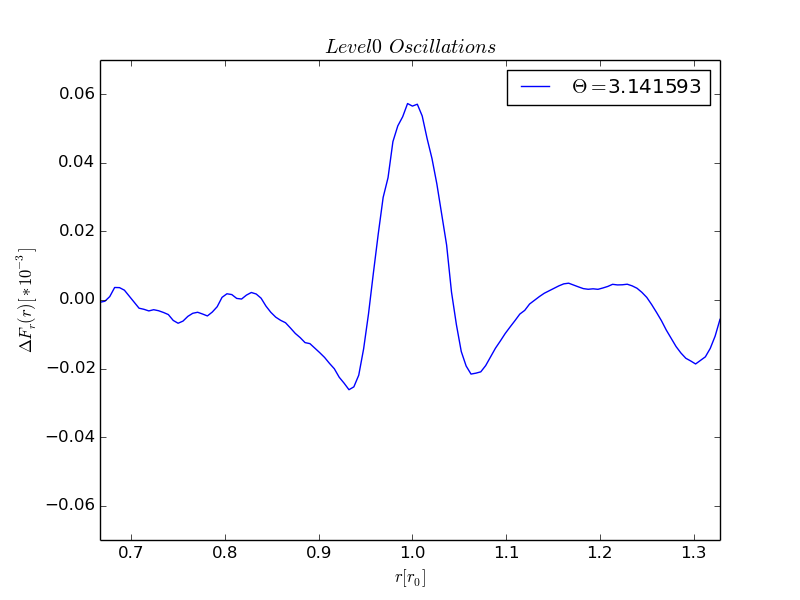 Level0 Oscillations
Θ=3.141593
0.06
0.04
0.02
0.00
−0.02
−0.04
−0.06
ΔF_r(r)[*10^{-3}]
0.7 0.8 0.9 1.0 1.1 1.2 1.3
r[r_0]